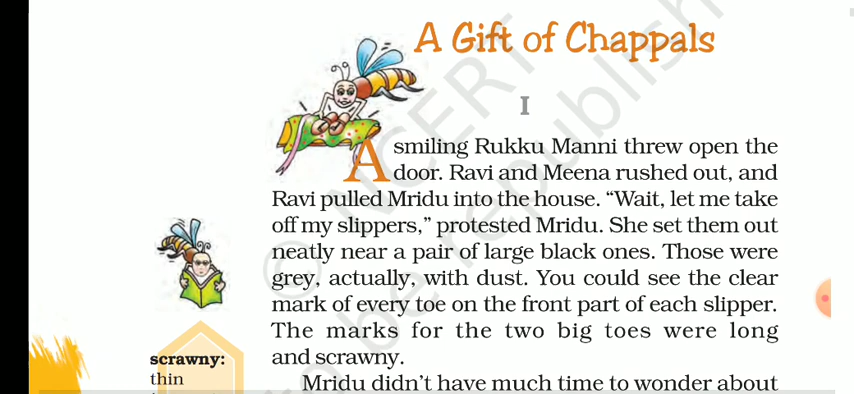 A Gift of Chappals
I
A smiling Rukku Manni threw open the
door. Ravi and Meena rushed out, and
Ravi pulled Mridu into the house. “Wait, let me take
off my slippers,” protested Mridu. She set them out
neatly near a pair of large black ones. Those were
grey, actually, with dust. You could see the clear
mark of every toe on the front part of each slipper.
The marks for the two big toes were long
and scrawny.
Mridu didn’t have much time to wonder about
scrawny:
thin
© NCERT
to be republish